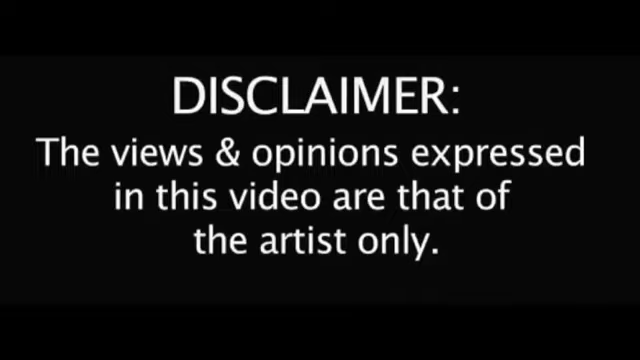 DISCLAIMER:
The views & opinions expressed
in this video are that of
the artist only.